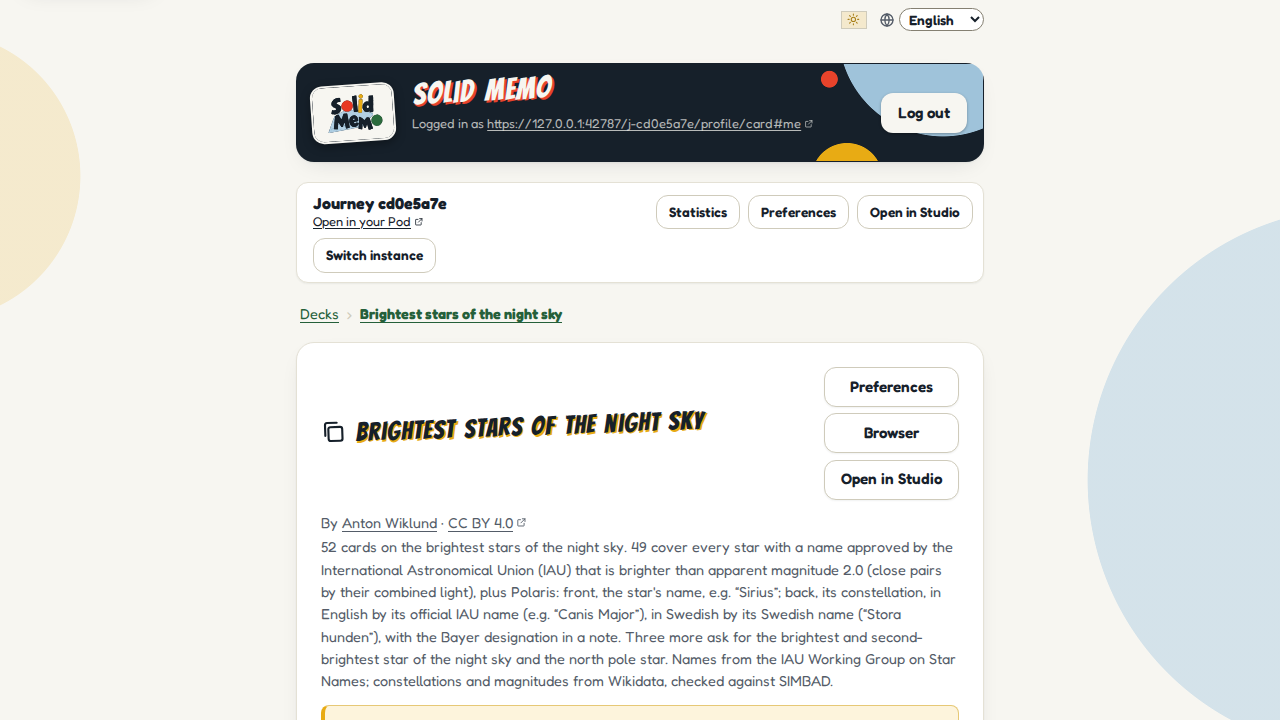 English
Solid Memo
SOLID MEMO
Logged in as https://127.0.0.1:42787/j-cd0e5a7e/profile/card#me
Log out
Journey cd0e5a7e
Open in your Pod
Statistics
Preferences
Open in Studio
Switch instance
Decks › Brightest stars of the night sky
BRIGHTEST STARS OF THE NIGHT SKY
Preferences
Browser
Open in Studio
By Anton Wiklund · CC BY 4.0
52 cards on the brightest stars of the night sky. 49 cover every star with a name approved by the
International Astronomical Union (IAU) that is brighter than apparent magnitude 2.0 (close pairs
by their combined light), plus Polaris: front, the star's name, e.g. "Sirius"; back, its constellation, in
English by its official IAU name (e.g. "Canis Major"), in Swedish by its Swedish name ("Stora
hunden"), with the Bayer designation in a note. Three more ask for the brightest and second-
brightest star of the night sky and the north pole star. Names from the IAU Working Group on Star
Names; constellations and magnitudes from Wikidata, checked against SIMBAD.